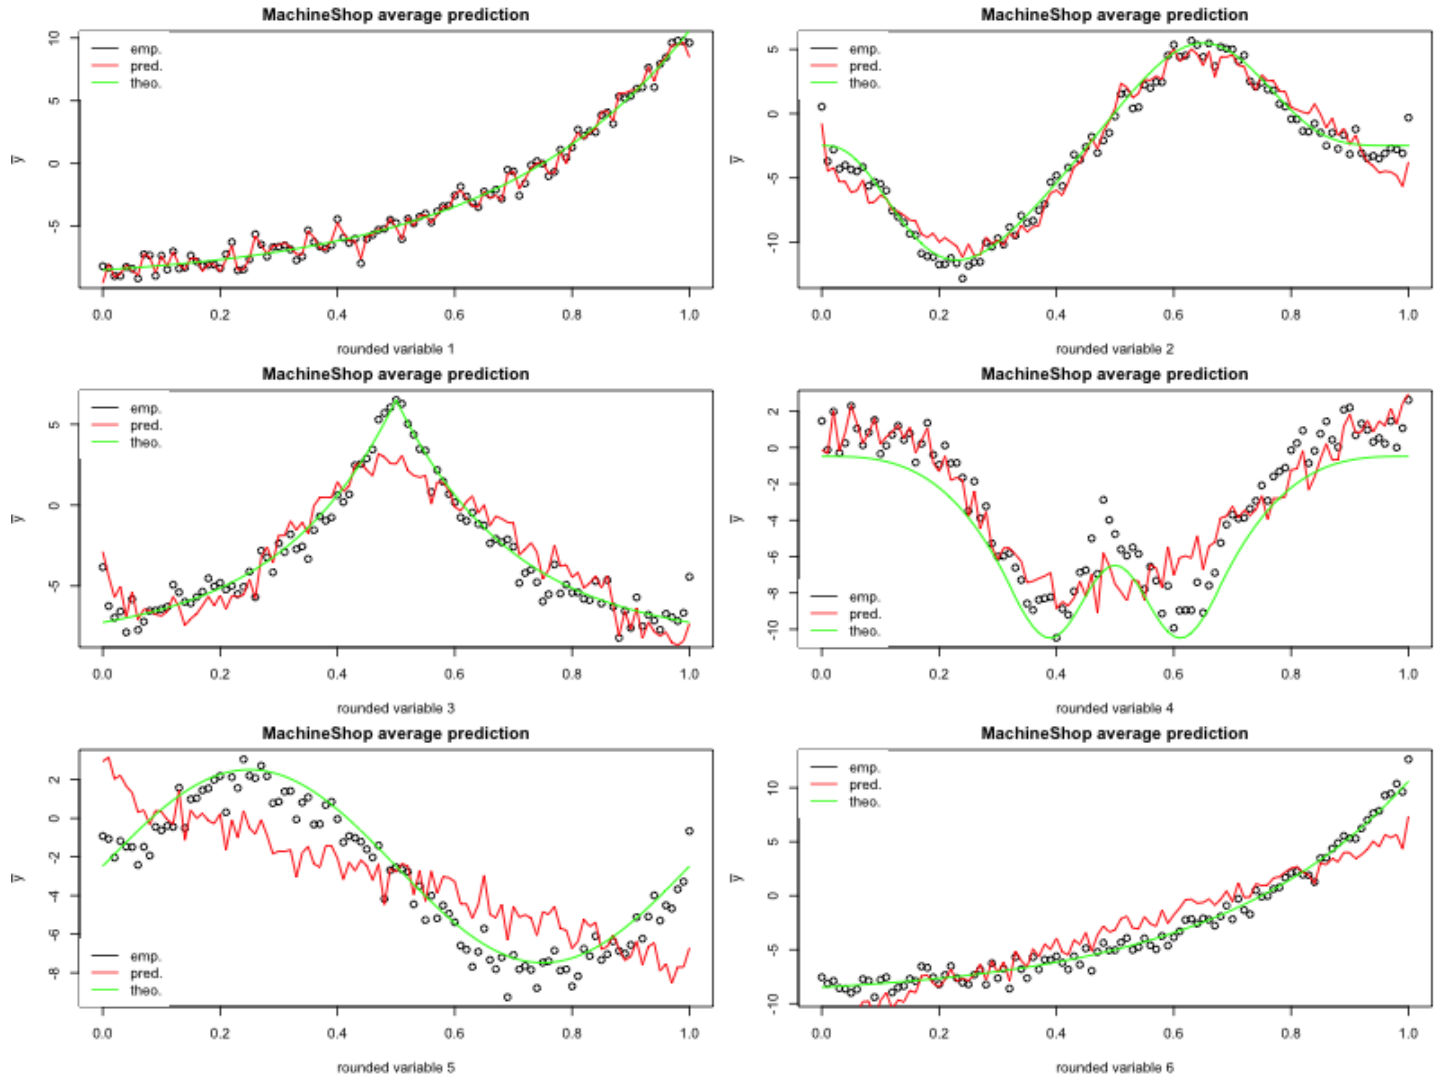 MachineShop average prediction
emp.
pred.
theo.
10
5
0
-5
y
0.0 0.2 0.4 0.6 0.8 1.0
rounded variable 1
MachineShop average prediction
emp.
pred.
theo.
5
0
-5
-10
y
0.0 0.2 0.4 0.6 0.8 1.0
rounded variable 2
MachineShop average prediction
emp.
pred.
theo.
5
0
-5
y
0.0 0.2 0.4 0.6 0.8 1.0
rounded variable 3
MachineShop average prediction
2
0
-2
-4
-6
-8
-10
y
emp.
pred.
theo.
0.0 0.2 0.4 0.6 0.8 1.0
rounded variable 4
MachineShop average prediction
2
0
-2
-4
-6
-8
y
emp.
pred.
theo.
0.0 0.2 0.4 0.6 0.8 1.0
rounded variable 5
MachineShop average prediction
emp.
pred.
theo.
10
5
0
-5
-10
y
0.0 0.2 0.4 0.6 0.8 1.0
rounded variable 6